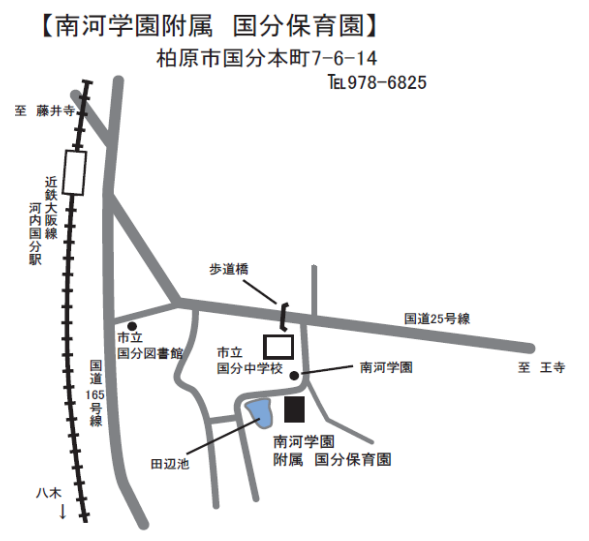 【南河学園附属　国分保育園】
柏原市国分本町7-6-14
℡978-6825
至　藤井寺
近鉄大阪線
河内国分駅
歩道橋
国道25号線
市立
国分図書館
市立
国分中学校
南河学園
至　王寺
国道165号線
南河学園
附属　国分保育園
田辺池
八木
↓